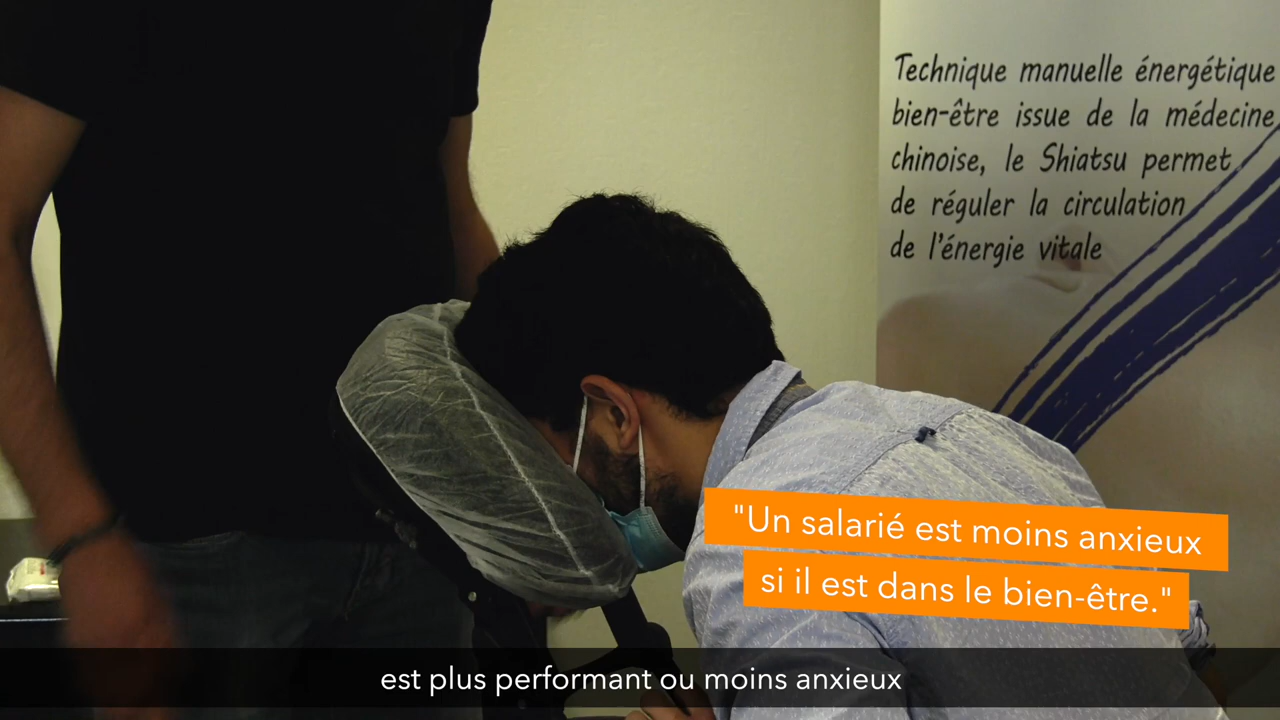 Technique manuelle énergétique
bien-être issue de la médecine
chinoise, le Shiatsu permet
de réguler la circulation
de l'énergie vitale
"Un salarié est moins anxieux
si il est dans le bien-être."
est plus performant ou moins anxieux